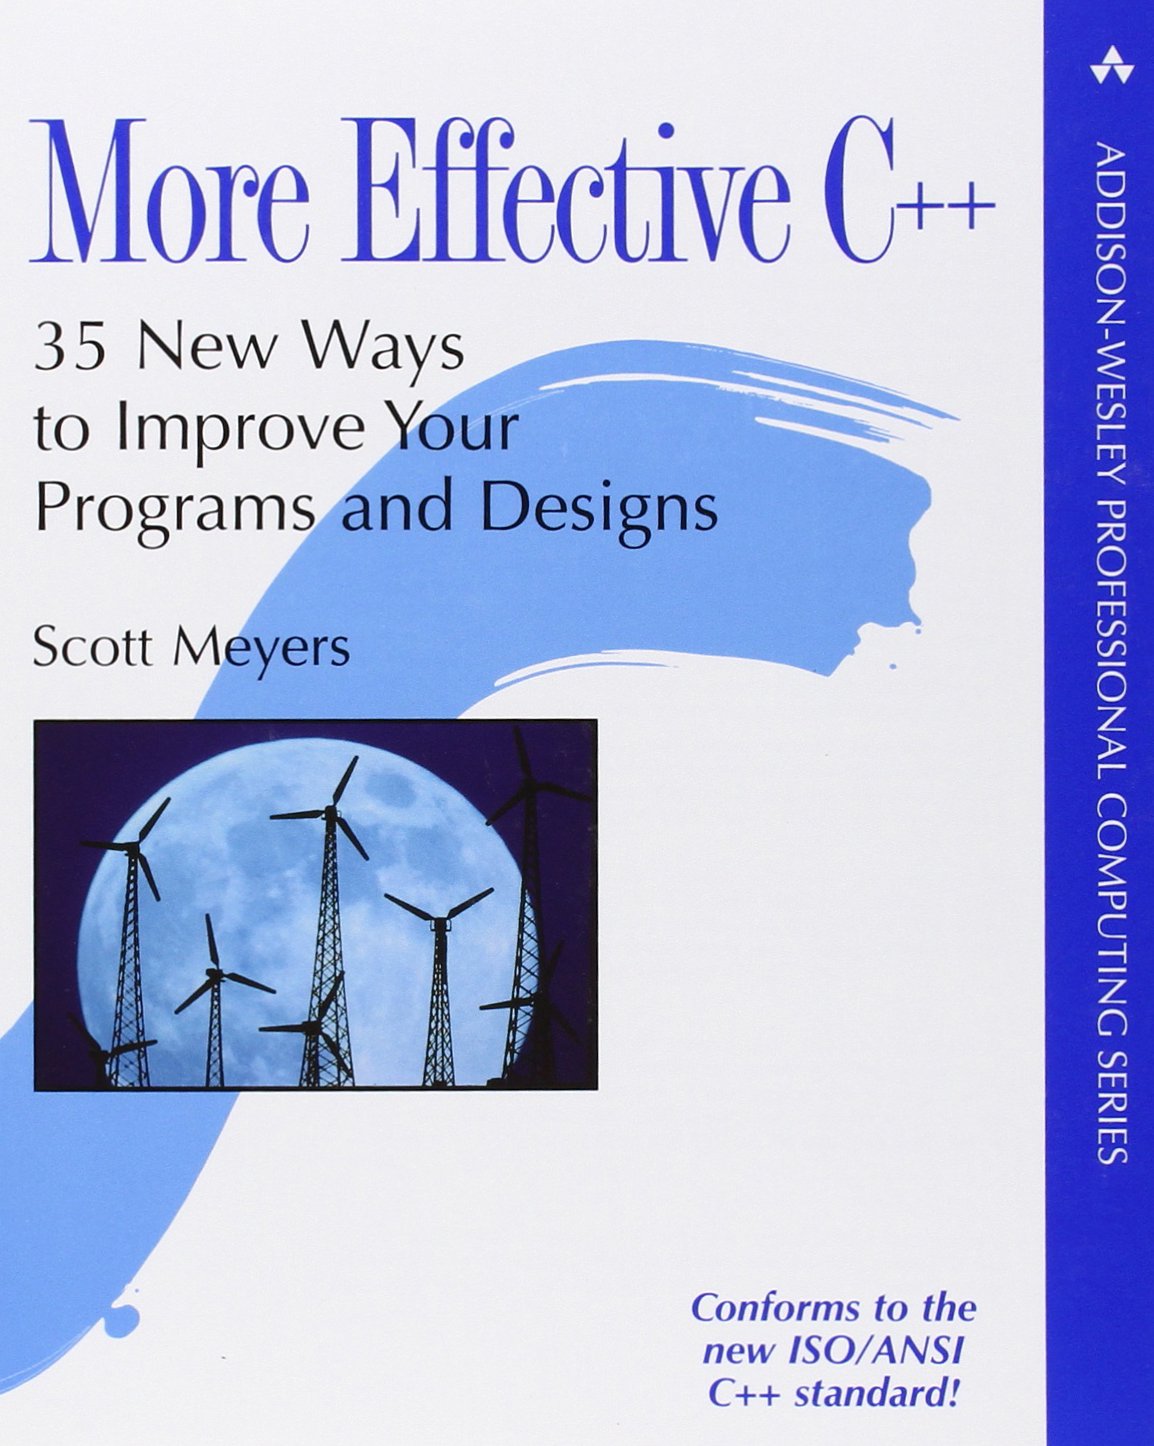 More Effective C++
35 New Ways
to Improve Your
Programs and Designs
Scott Meyers
Conforms to the
new ISO/ANSI
C++ standard!
ADDISON-WESLEY PROFESSIONAL COMPUTING SERIES